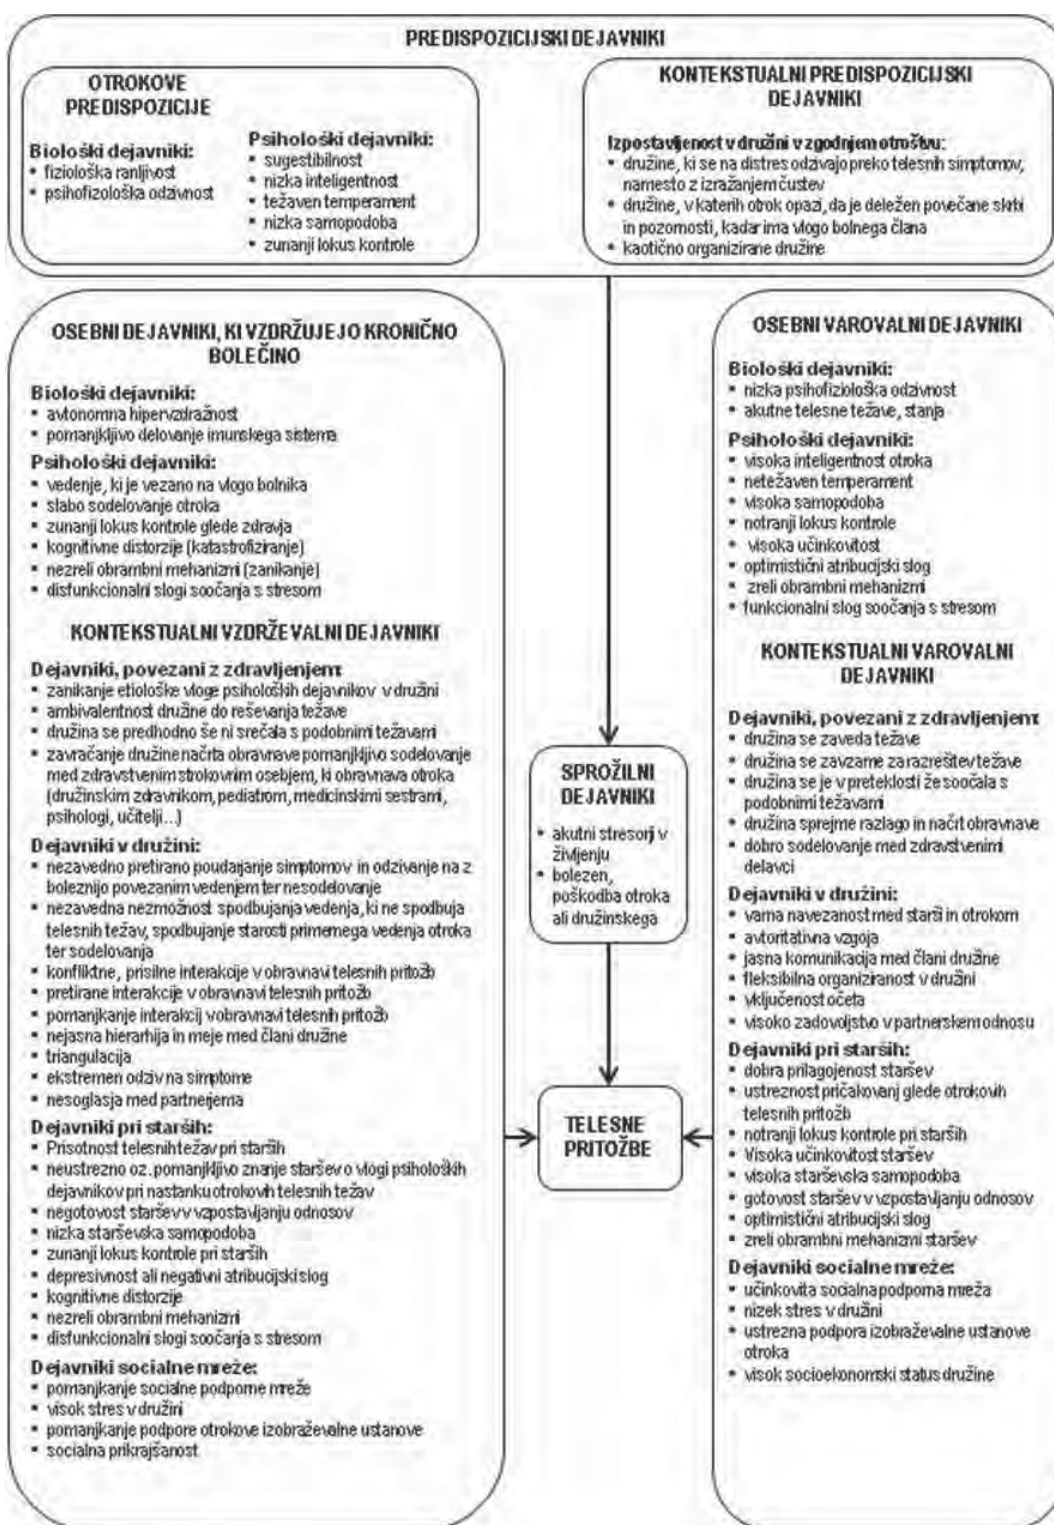 PREDISPOZICIJSKI DEJAVNIKI
OTROKOVE
PREDISPOZICIJE
Biološki dejavniki:
▪ fiziološka ranljivost
▪ psihofiziološka odzivnost
Psihološki dejavniki:
▪ sugestibilnost
▪ nizka inteligentnost
▪ težaven temperament
▪ nizka samopodoba
▪ zunanji lokus kontrole
KONTEKSTUALNI PREDISPOZICIJSKI
DEJAVNIKI
Izpostavljenost v družini v zgodnjem otroštvu:
▪ družine, ki se na distres odzivajo preko telesnih simptomov,
namesto z izražanjem čustev
▪ družine, v katerih otrok opazi, da je deležen povečane skrbi
in pozornosti, kadar ima vlogo bolnega člana
▪ kaotično organizirane družine
OSEBNI DEJAVNIKI, KI VZDRŽUJEJO KRONIČNO
BOLEČINO
Biološki dejavniki:
▪ avtonomna hipervzdražnost
▪ pomanjkljivo delovanje imunskega sistema
Psihološki dejavniki:
▪ vedenje, ki je vezano na vlogo bolnika
▪ slabo sodelovanje otroka
▪ zunanji lokus kontrole glede zdravja
▪ kognitivne distorzije (katastrofiziranje)
▪ nezreli obrambni mehanizmi (zanikanje)
▪ disfunkcionalni slogi soočanja s stresom
KONTEKSTUALNI VZDRŽEVALNI DEJAVNIKI
Dejavniki, povezani z zdravljenjem:
▪ zanikanje etiološke vloge psiholoških dejavnikov v družini
▪ ambivalentnost družine do reševanja težave
▪ družina se predhodno še ni srečala s podobnimi težavami
▪ zavračanje družine načrta obravnave pomanjkljivo sodelovanje
med zdravstvenim strokovnim osebjem, ki obravnava otroka
(družinskim zdravnikom, pediatrom, medicinskimi sestrami,
psihologi, učitelji...)
Dejavniki v družini:
▪ nezavedno pretirano poudarjanje simptomov in odzivanje na z
boleznijo povezanim vedenjem ter nesodelovanje
▪ nezavedna nezmožnost spodbujanja vedenja, ki ne spodbuja
telesnih težav, spodbujanje starosti primernega vedenja otroka
ter sodelovanja
▪ konfliktne, prisilne interakcije v obravnavi telesnih pritožb
▪ pretirane interakcije v obravnavi telesnih pritožb
▪ pomanjkanje interakcij v obravnavi telesnih pritožb
▪ nejasna hierarhija in meje med člani družine
▪ triangulacija
▪ ekstremen odziv na simptome
▪ nesoglasja med partnerjema
Dejavniki pri starših:
▪ Prisotnost telesnih težav pri starših
▪ neustrezno oz. pomanjkljivo znanje staršev o vlogi psiholoških
dejavnikov pri nastanku otrokovih telesnih težav
▪ negotovost staršev v vzpostavljanju odnosov
▪ nizka starševska samopodoba
▪ zunanji lokus kontrole pri starših
▪ depresivnost ali negativni atribucijski slog
▪ kognitivne distorzije
▪ nezreli obrambni mehanizmi
▪ disfunkcionalni slogi soočanja s stresom
Dejavniki socialne mreže:
▪ pomanjkanje socialne podporne mreže
▪ visok stres v družini
▪ pomanjkanje podpore otrokove izobraževalne ustanove
▪ socialna prikrajšanost
SPROŽILNI
DEJAVNIKI
▪ akutni stresorji v
življenju
▪ bolezen,
poškodba otroka
ali družinskega
TELESNE
PRITOŽBE
OSEBNI VAROVALNI DEJAVNIKI
Biološki dejavniki:
▪ nizka psihofiziološka odzivnost
▪ akutne telesne težave, stanja
Psihološki dejavniki:
▪ visoka inteligentnost otroka
▪ netežaven temperament
▪ visoka samopodoba
▪ notranji lokus kontrole
▪ visoka učinkovitost
▪ optimistični atribucijski slog
▪ zreli obrambni mehanizmi
▪ funkcionalni slog soočanja s stresom
KONTEKSTUALNI VAROVALNI
DEJAVNIKI
Dejavniki, povezani z zdravljenjem:
▪ družina se zaveda težave
▪ družina se zavzame za razrešitev težave
▪ družina se je v preteklosti že soočala s
podobnimi težavami
▪ družina sprejme razlago in načrt obravnave
▪ dobro sodelovanje med zdravstvenimi
delavci
Dejavniki v družini:
▪ varna navezanost med starši in otrokom
▪ avtoritativna vzgoja
▪ jasna komunikacija med člani družine
▪ fleksibilna organiziranost v družini
▪ vključenost očeta
▪ visoko zadovoljstvo v partnerskem odnosu
Dejavniki pri starših:
▪ dobra prilagojenost staršev
▪ ustreznost pričakovanj glede otrokovih
telesnih pritožb
▪ notranji lokus kontrole pri starših
▪ Visoka učinkovitost staršev
▪ visoka starševska samopodoba
▪ gotovost staršev v vzpostavljanju odnosov
▪ optimistični atribucijski slog
▪ zreli obrambni mehanizmi staršev
Dejavniki socialne mreže:
▪ učinkovita socialna podporna mreža
▪ nizek stres v družini
▪ ustrezna podpora izobraževalne ustanove
otroka
▪ visok socioekonomski status družine